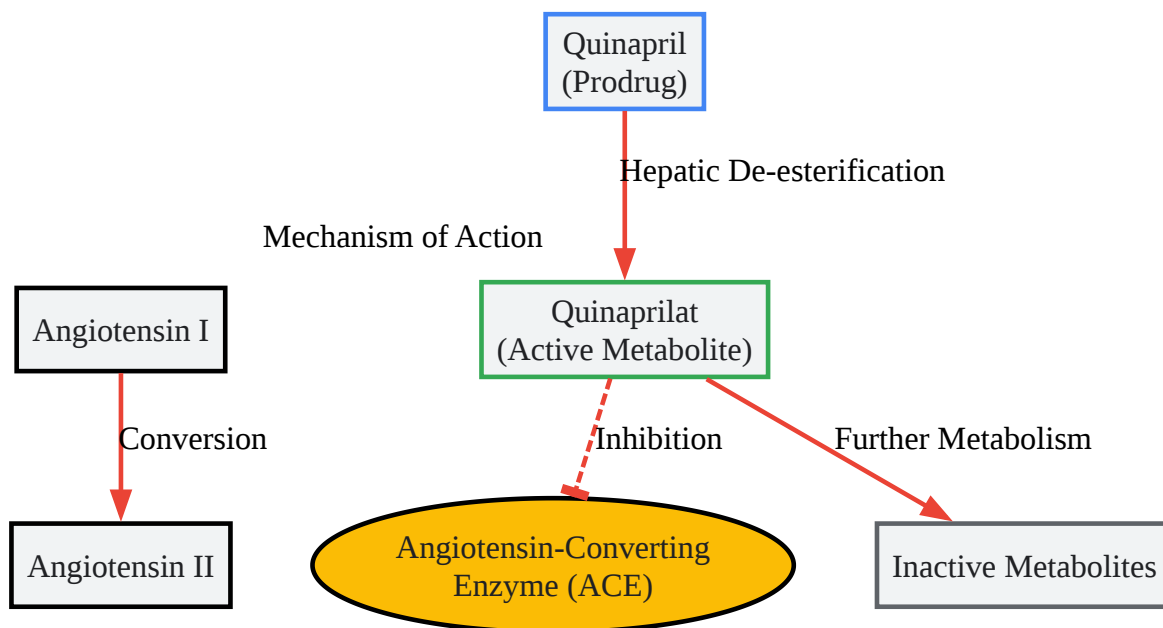 Quinapril
(Prodrug)
Hepatic De-esterification
Mechanism of Action
Angiotensin I
Quinaprilat
(Active Metabolite)
Conversion
Inhibition
Further Metabolism
Angiotensin II
Angiotensin-Converting
Enzyme (ACE)
Inactive Metabolites